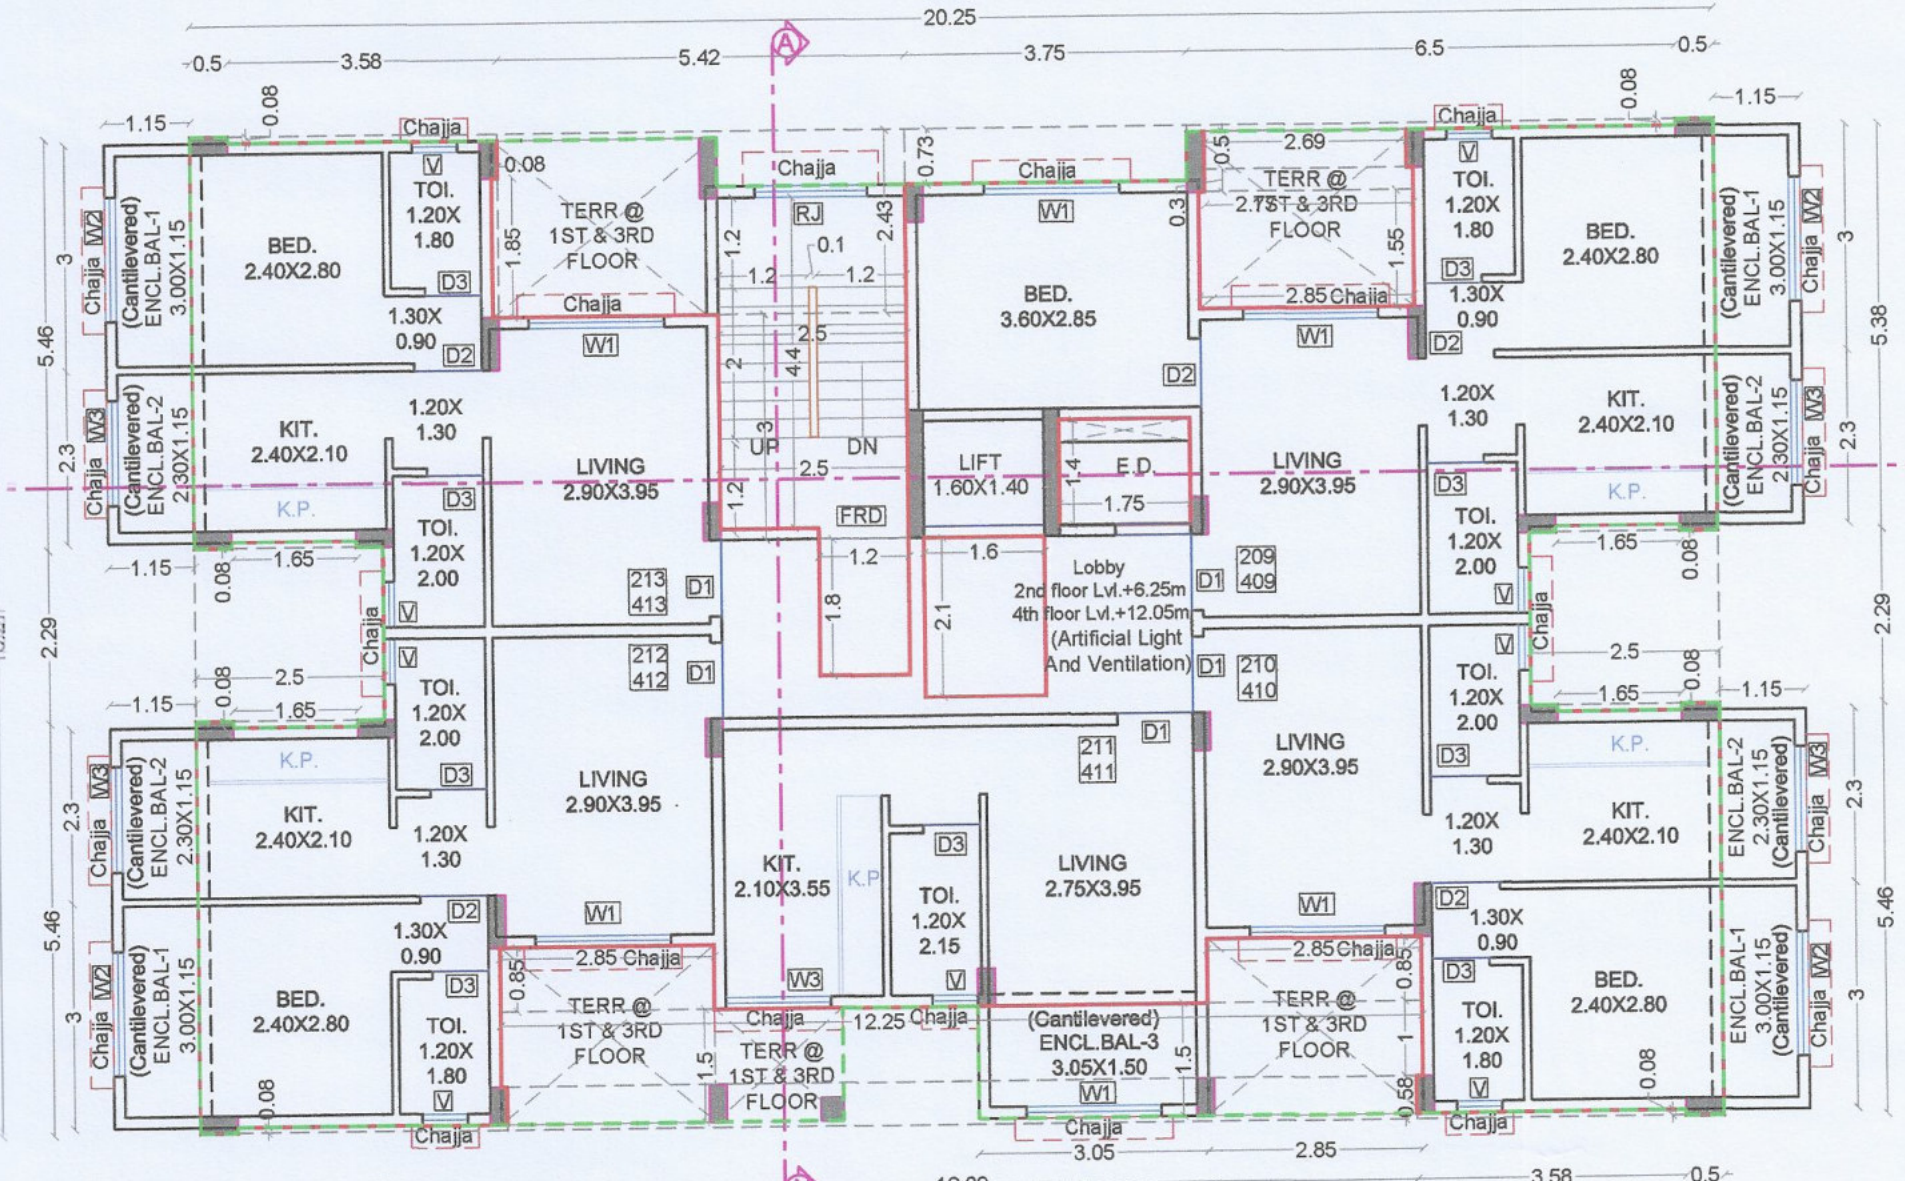 20.25
0.5
3.58
5.42
3.75
6.5
0.5
A
1.15
0.08
0.08
1.15
Chajja
Chajja
Chajja
Chajja
V
TOI.
1.20X
1.80
D3
0.08
1.85
TERR @
1ST & 3RD
FLOOR
Chajja
RJ
0.1
1.2
1.2
1.2
2.43
0.73
W1
0.3
0.5
2.69
TERR @
2.77
1ST & 3RD
FLOOR
1.55
2.85 Chajja
V
TOI.
1.20X
1.80
D3
5.46
3
2.3
Chajja
W2
(Cantilevered)
ENCL.BAL-1
3.00X1.15
BED.
2.40X2.80
1.30X
0.90
D2
W1
2.5
4.4
2
3
UP
DN
2.5
1.2
FRD
BED.
3.60X2.85
D2
W1
D2
1.30X
0.90
BED.
2.40X2.80
(Cantilevered)
ENCL.BAL-1
3.00X1.15
Chajja
W2
3
5.38
2.3
Chajja
W3
(Cantilevered)
ENCL.BAL-2
2.30X1.15
KIT.
2.40X2.10
K.P.
1.20X
1.30
LIVING
2.90X3.95
LIFT
1.60X1.40
E.D.
1.4
1.75
LIVING
2.90X3.95
1.20X
1.30
KIT.
2.40X2.10
K.P.
(Cantilevered)
ENCL.BAL-2
2.30X1.15
Chajja
W3
1.15
0.08
1.65
D3
TOI.
1.20X
2.00
V
Chajja
213
413
D1
1.2
1.8
1.6
2.1
Lobby
2nd floor Lvl.+6.25m
4th floor Lvl.+12.05m
(Artificial Light
And Ventilation)
D1
209
409
D3
TOI.
1.20X
2.00
V
Chajja
1.65
0.08
2.29
2.29
0.08
2.5
1.65
1.15
V
TOI.
1.20X
2.00
D3
212
412
D1
D1
210
410
V
TOI.
1.20X
2.00
D3
2.5
1.65
0.08
1.15
5.46
2.3
3
Chajja
W3
(Cantilevered)
ENCL.BAL-2
2.30X1.15
K.P.
KIT.
2.40X2.10
1.20X
1.30
LIVING
2.90X3.95
W1
D1
211
411
KIT.
2.10X3.55
K.P
D3
TOI.
1.20X
2.15
V
W3
LIVING
2.75X3.95
LIVING
2.90X3.95
W1
1.20X
1.30
K.P.
KIT.
2.40X2.10
ENCL.BAL-2
2.30X1.15
(Cantilevered)
W3
Chajja
2.3
5.46
3
Chajja
W2
(Cantilevered)
ENCL.BAL-1
3.00X1.15
BED.
2.40X2.80
D2
1.30X
0.90
D3
TOI.
1.20X
1.80
V
Chajja
0.08
0.85
2.85 Chajja
TERR @
1ST & 3RD
FLOOR
1.5
Chajja
TERR @
1ST & 3RD
FLOOR
12.25
Chajja
(Cantilevered)
ENCL.BAL-3
3.05X1.50
W1
1.5
Chajja
2.85 Chajja
0.85
TERR @
1ST & 3RD
FLOOR
1
0.58
D2
1.30X
0.90
D3
TOI.
1.20X
1.80
V
Chajja
BED.
2.40X2.80
0.08
ENCL.BAL-1
3.00X1.15
(Cantilevered)
W2
Chajja
3.05
2.85
3.58
0.5